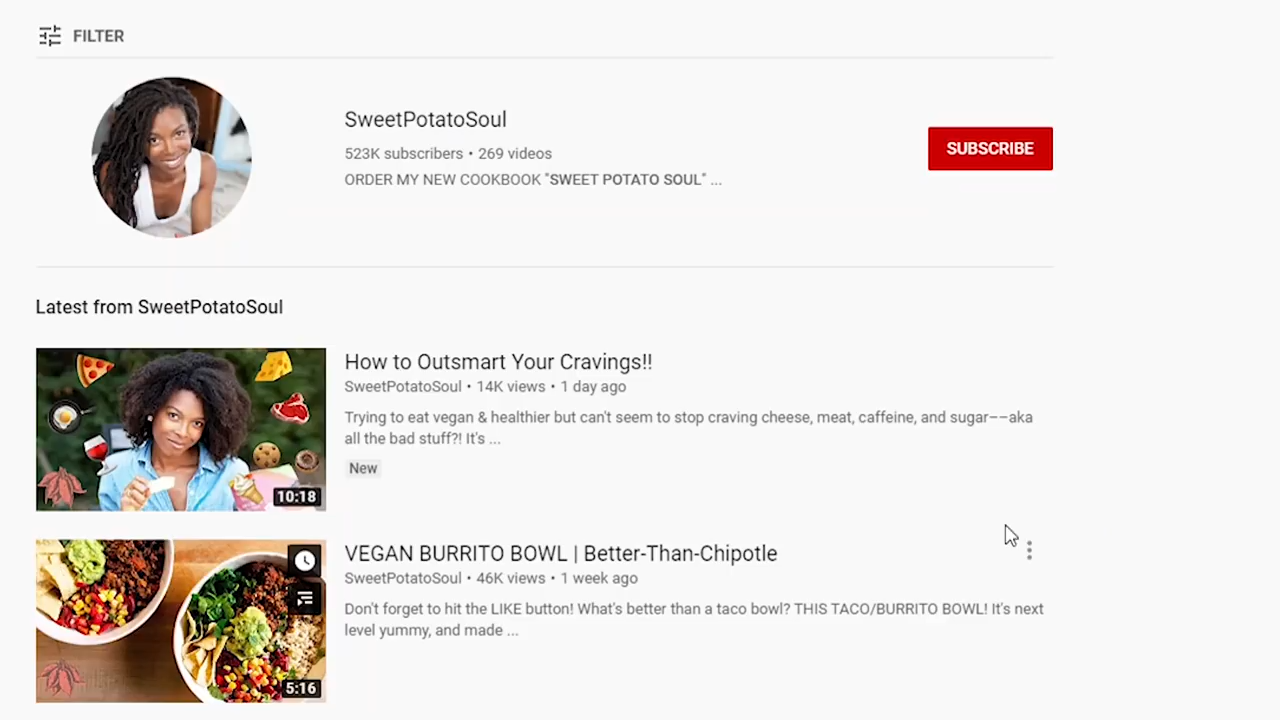 FILTER
SweetPotatoSoul
523K subscribers • 269 videos
ORDER MY NEW COOKBOOK "SWEET POTATO SOUL" ...
SUBSCRIBE
Latest from SweetPotatoSoul
How to Outsmart Your Cravings!!
SweetPotatoSoul • 14K views • 1 day ago
Trying to eat vegan & healthier but can't seem to stop craving cheese, meat, caffeine, and sugar––aka
all the bad stuff?! It's ...
New
10:18
VEGAN BURRITO BOWL | Better-Than-Chipotle
SweetPotatoSoul • 46K views • 1 week ago
Don't forget to hit the LIKE button! What's better than a taco bowl? THIS TACO/BURRITO BOWL! It's next
level yummy, and made ...
5:16